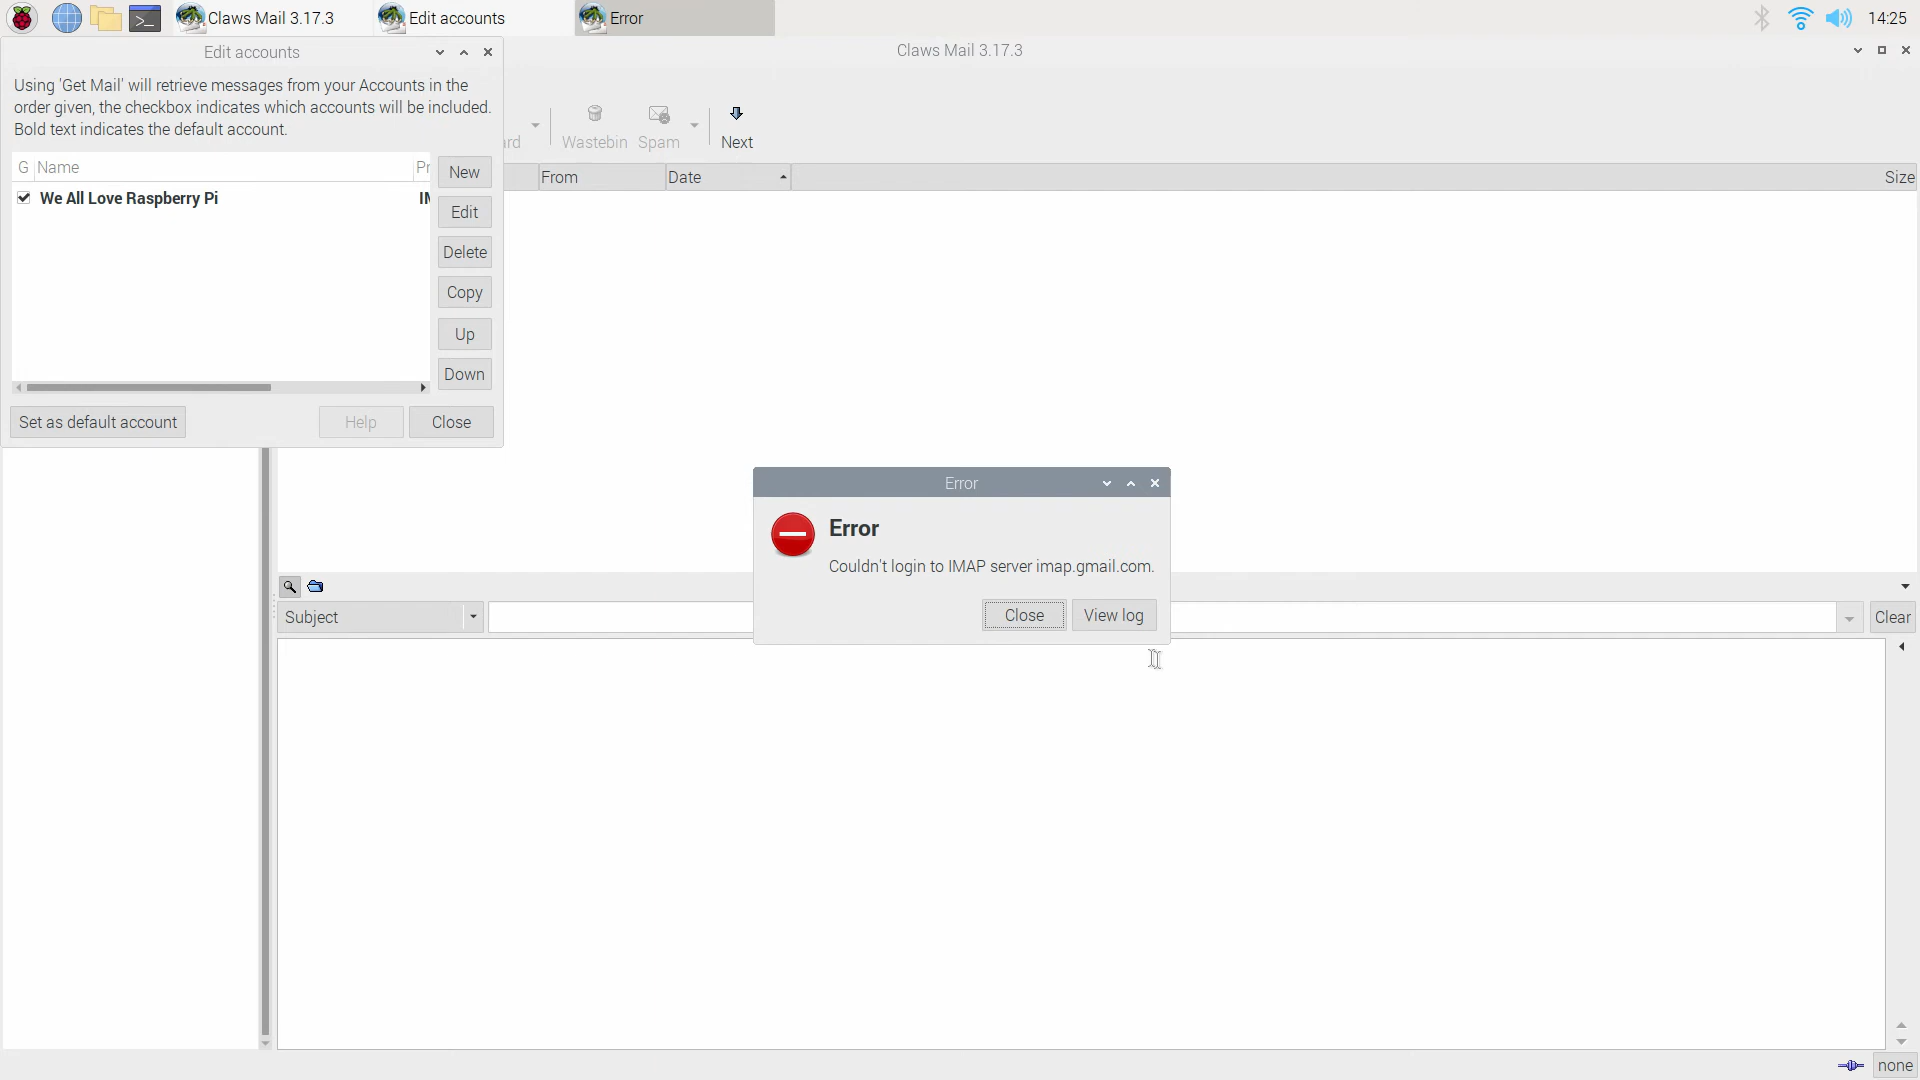 Claws Mail 3.17.3
Edit accounts
Error
14:25
Edit accounts
Claws Mail 3.17.3
Using 'Get Mail' will retrieve messages from your Accounts in the
order given, the checkbox indicates which accounts will be included.
Bold text indicates the default account.
rd
Wastebin
Spam
Next
G
Name
Pr
New
From
Date
Size
We All Love Raspberry Pi
IM
Edit
Delete
Copy
Up
Down
Set as default account
Help
Close
Error
Error
Couldn't login to IMAP server imap.gmail.com.
Close
View log
Subject
Clear
none